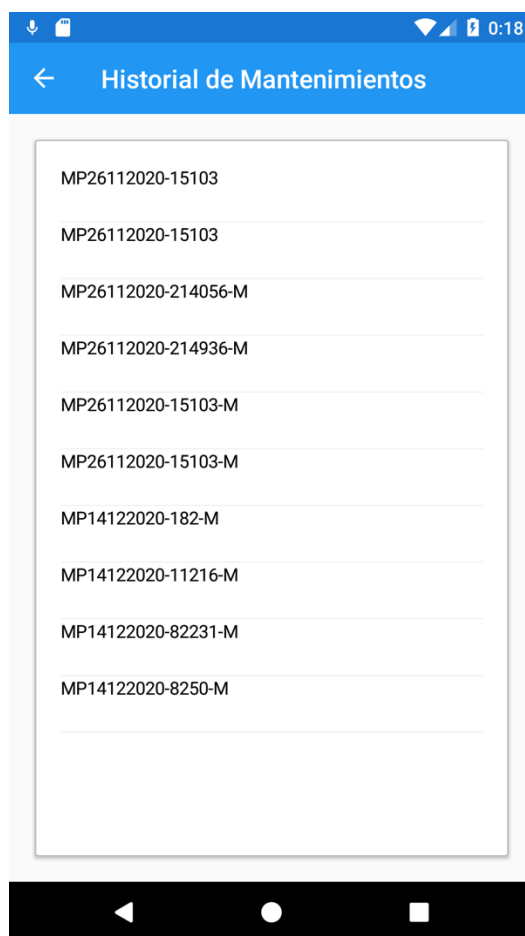 0:18
Historial de Mantenimientos
MP26112020-15103
MP26112020-15103
MP26112020-214056-M
MP26112020-214936-M
MP26112020-15103-M
MP26112020-15103-M
MP14122020-182-M
MP14122020-11216-M
MP14122020-82231-M
MP14122020-8250-M